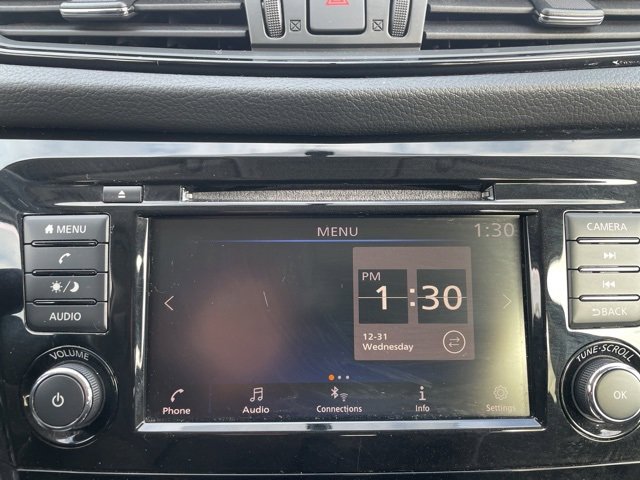 MENU
1:30
PM
1:30
12-31
Wednesday
Phone
Audio
Connections
i
Info
Settings
MENU
AUDIO
VOLUME
CAMERA
BACK
TUNE·SCROLL
OK